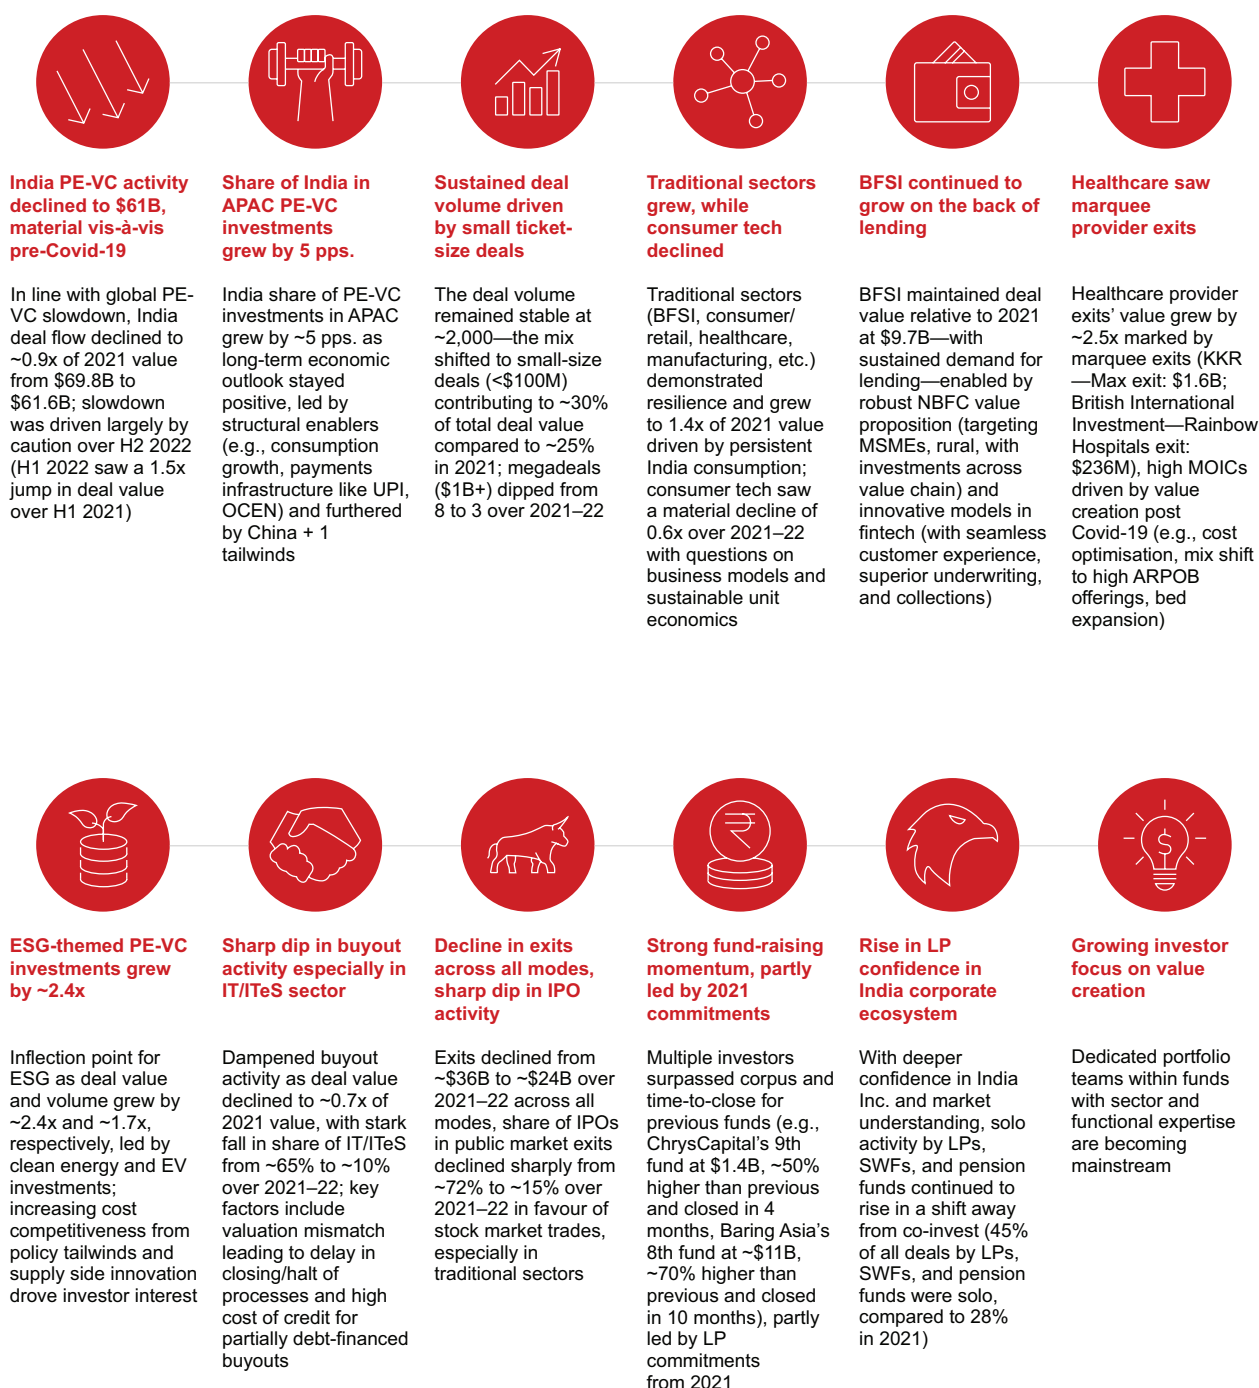 India PE-VC activity
declined to $61B,
material vis-à-vis
pre-Covid-19
In line with global PE-
VC slowdown, India
deal flow declined to
~0.9x of 2021 value
from $69.8B to
$61.6B; slowdown
was driven largely by
caution over H2 2022
(H1 2022 saw a 1.5x
jump in deal value
over H1 2021)
Share of India in
APAC PE-VC
investments
grew by 5 pps.
India share of PE-VC
investments in APAC
grew by ~5 pps. as
long-term economic
outlook stayed
positive, led by
structural enablers
(e.g., consumption
growth, payments
infrastructure like UPI,
OCEN) and furthered
by China + 1
tailwinds
Sustained deal
volume driven
by small ticket-
size deals
The deal volume
remained stable at
~2,000—the mix
shifted to small-size
deals (<$100M)
contributing to ~30%
of total deal value
compared to ~25%
in 2021; megadeals
($1B+) dipped from
8 to 3 over 2021–22
Traditional sectors
grew, while
consumer tech
declined
Traditional sectors
(BFSI, consumer/
retail, healthcare,
manufacturing, etc.)
demonstrated
resilience and grew
to 1.4x of 2021 value
driven by persistent
India consumption;
consumer tech saw
a material decline of
0.6x over 2021–22
with questions on
business models and
sustainable unit
economics
BFSI continued to
grow on the back of
lending
BFSI maintained deal
value relative to 2021
at $9.7B—with
sustained demand for
lending—enabled by
robust NBFC value
proposition (targeting
MSMEs, rural, with
investments across
value chain) and
innovative models in
fintech (with seamless
customer experience,
superior underwriting,
and collections)
Healthcare saw
marquee
provider exits
Healthcare provider
exits' value grew by
~2.5x marked by
marquee exits (KKR
—Max exit: $1.6B;
British International
Investment—Rainbow
Hospitals exit:
$236M), high MOICs
driven by value
creation post
Covid-19 (e.g., cost
optimisation, mix shift
to high ARPOB
offerings, bed
expansion)
ESG-themed PE-VC
investments grew
by ~2.4x
Inflection point for
ESG as deal value
and volume grew by
~2.4x and ~1.7x,
respectively, led by
clean energy and EV
investments;
increasing cost
competitiveness from
policy tailwinds and
supply side innovation
drove investor interest
Sharp dip in buyout
activity especially in
IT/ITeS sector
Dampened buyout
activity as deal value
declined to ~0.7x of
2021 value, with stark
fall in share of IT/ITeS
from ~65% to ~10%
over 2021–22; key
factors include
valuation mismatch
leading to delay in
closing/halt of
processes and high
cost of credit for
partially debt-financed
buyouts
Decline in exits
across all modes,
sharp dip in IPO
activity
Exits declined from
~$36B to ~$24B over
2021–22 across all
modes, share of IPOs
in public market exits
declined sharply from
~72% to ~15% over
2021–22 in favour of
stock market trades,
especially in
traditional sectors
Strong fund-raising
momentum, partly
led by 2021
commitments
Multiple investors
surpassed corpus and
time-to-close for
previous funds (e.g.,
ChrysCapital's 9th
fund at $1.4B, ~50%
higher than previous
and closed in 4
months, Baring Asia's
8th fund at ~$11B,
~70% higher than
previous and closed
in 10 months), partly
led by LP
commitments
from 2021
Rise in LP
confidence in
India corporate
ecosystem
With deeper
confidence in India
Inc. and market
understanding, solo
activity by LPs,
SWFs, and pension
funds continued to
rise in a shift away
from co-invest (45%
of all deals by LPs,
SWFs, and pension
funds were solo,
compared to 28%
in 2021)
Growing investor
focus on value
creation
Dedicated portfolio
teams within funds
with sector and
functional expertise
are becoming
mainstream